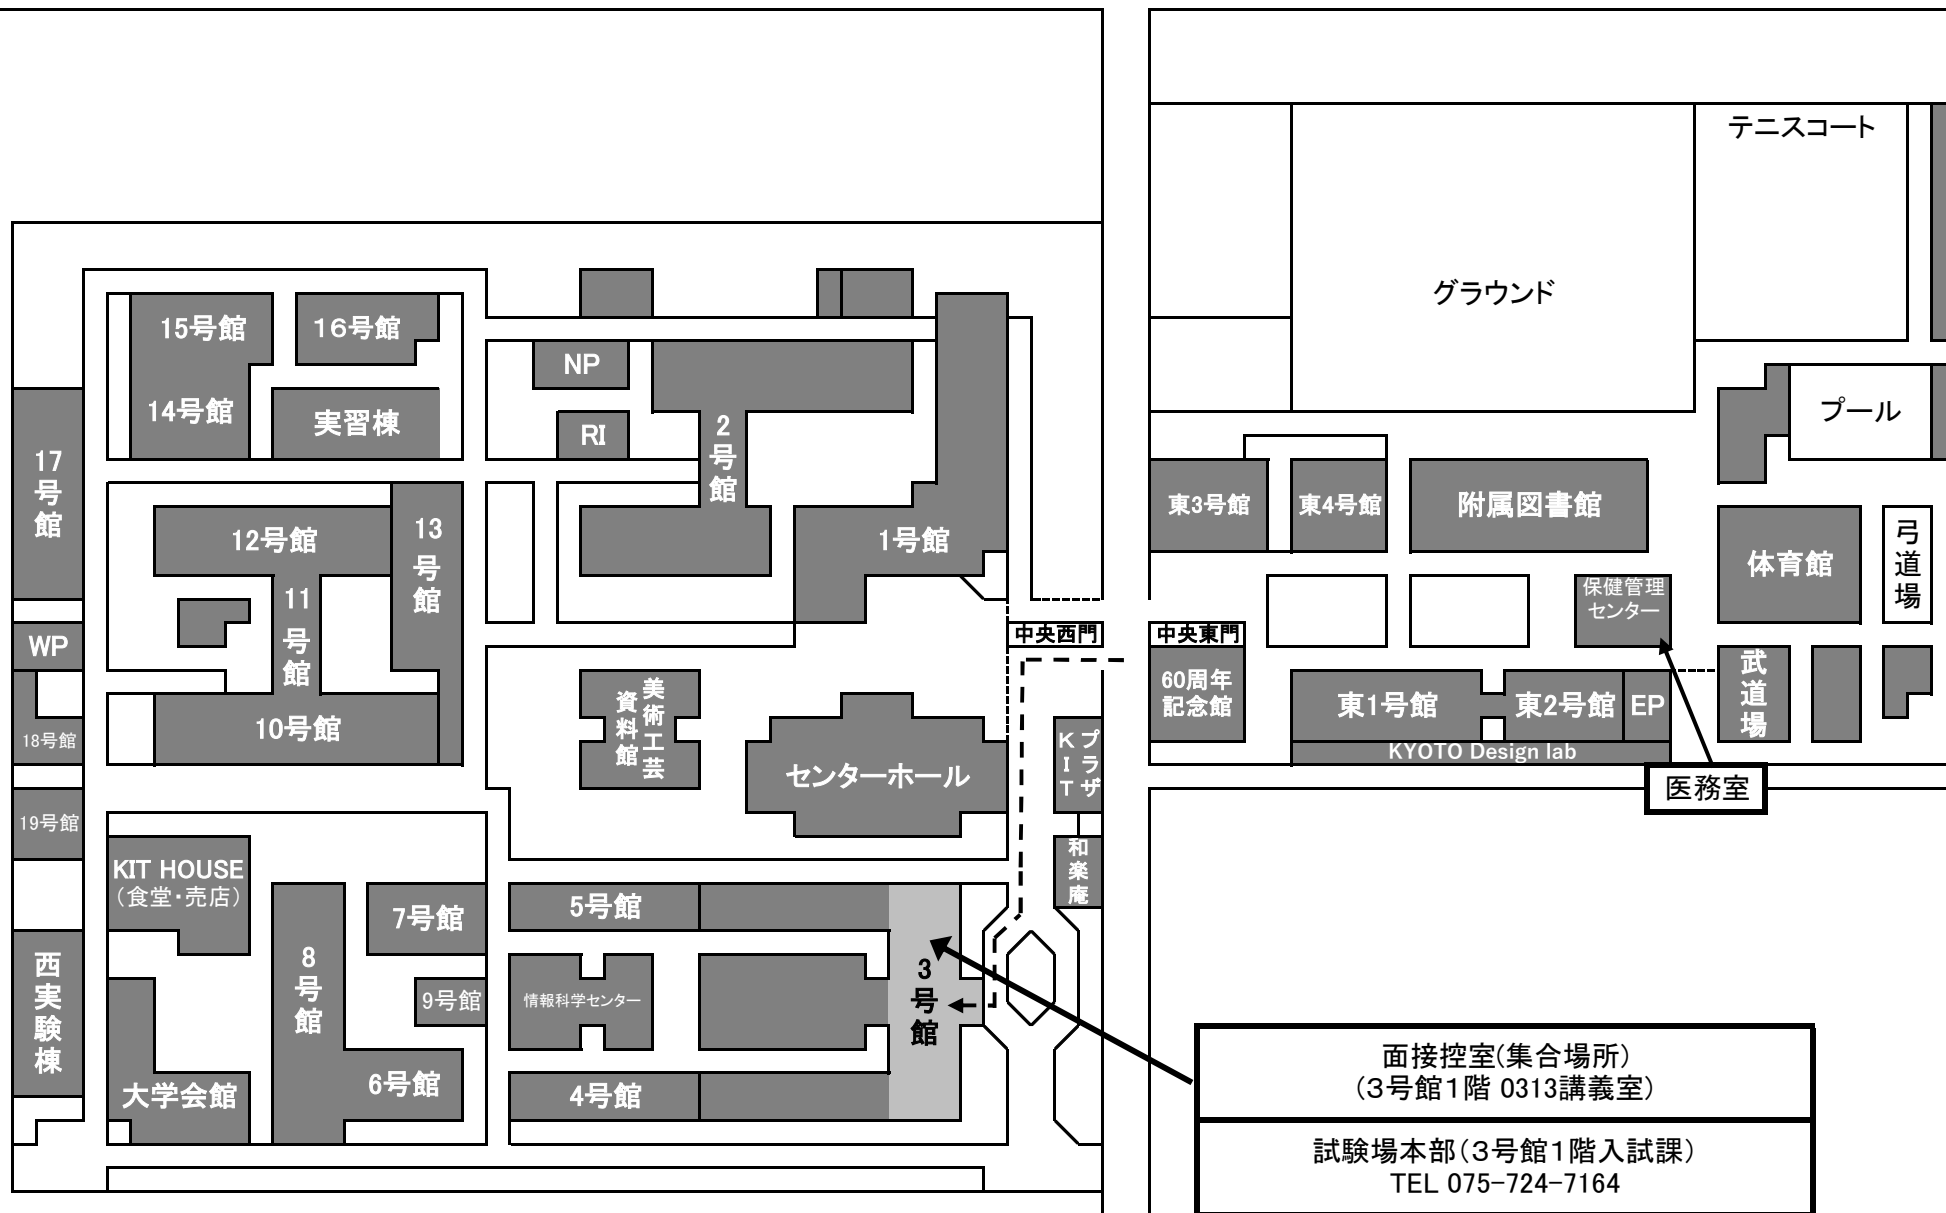 テニスコート
グラウンド
15号館
16号館
NP
14号館
実習棟
RI
2号館
プール
17号館
東3号館
東4号館
附属図書館
12号館
13号館
1号館
体育館
弓道場
11号館
保健管理
センター
WP
中央西門
中央東門
美術工芸
資料館
60周年
記念館
東1号館
東2号館
EP
武道場
18号館
10号館
センターホール
プラザ
KIT
KYOTO Design lab
医務室
19号館
KIT HOUSE
(食堂・売店)
和楽庵
7号館
5号館
西実験棟
8号館
9号館
情報科学センター
3号館
大学会館
6号館
4号館
面接控室(集合場所)
(3号館1階 0313講義室)
試験場本部(3号館1階入試課)
TEL 075-724-7164